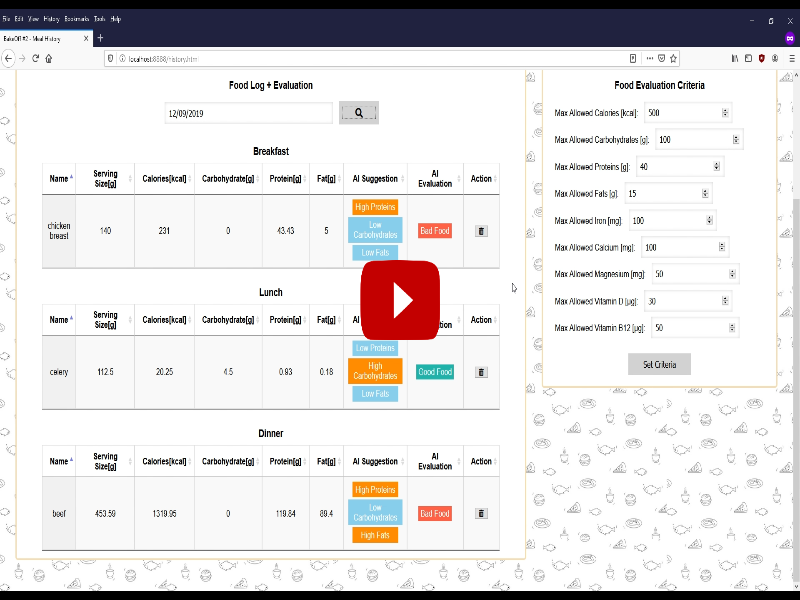 File Edit View History Bookmarks Tools Help
BakeOff #2 - Meal History
localhost:8888/history.html
Food Log + Evaluation
12/09/2019
Breakfast
Name Serving Size[g] Calories[kcal] Carbohydrate[g] Protein[g] Fat[g] AI Suggestion AI Evaluation Action
chicken breast 140 231 0 43.43 5 High Proteins Low Carbohydrates Low Fats Bad Food
Lunch
Name Serving Size[g] Calories[kcal] Carbohydrate[g] Protein[g] Fat[g] AI Action
celery 112.5 20.25 4.5 0.93 0.18 Low Proteins High Carbohydrates Low Fats Good Food
Dinner
Name Serving Size[g] Calories[kcal] Carbohydrate[g] Protein[g] Fat[g] AI Suggestion AI Evaluation Action
beef 453.59 1319.95 0 119.84 89.4 High Proteins Low Carbohydrates High Fats Bad Food
Food Evaluation Criteria
Max Allowed Calories [kcal]: 500
Max Allowed Carbohydrates [g]: 100
Max Allowed Proteins [g]: 40
Max Allowed Fats [g]: 15
Max Allowed Iron [mg]: 100
Max Allowed Calcium [mg]: 100
Max Allowed Magnesium [mg]: 50
Max Allowed Vitamin D [µg]: 30
Max Allowed Vitamin B12 [µg]: 50
Set Criteria